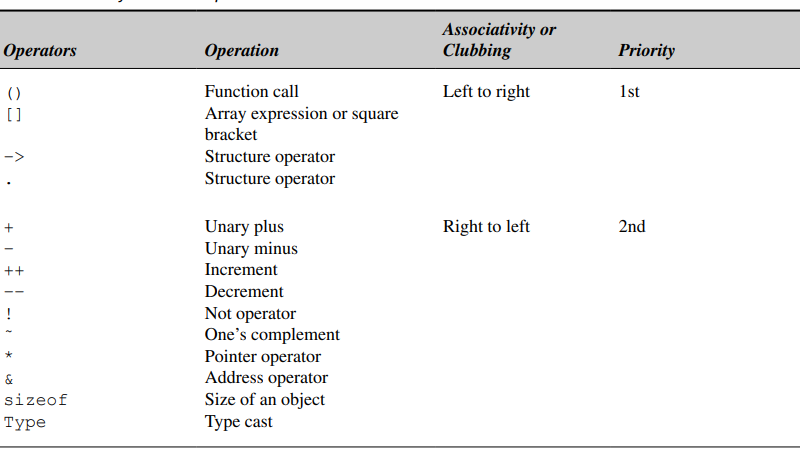 Operators Operation Associativity or Clubbing Priority
() Function call Left to right 1st
[] Array expression or square
bracket
-> Structure operator
. Structure operator
+ Unary plus Right to left 2nd
- Unary minus
++ Increment
-- Decrement
! Not operator
~ One’s complement
* Pointer operator
& Address operator
sizeof Size of an object
Type Type cast